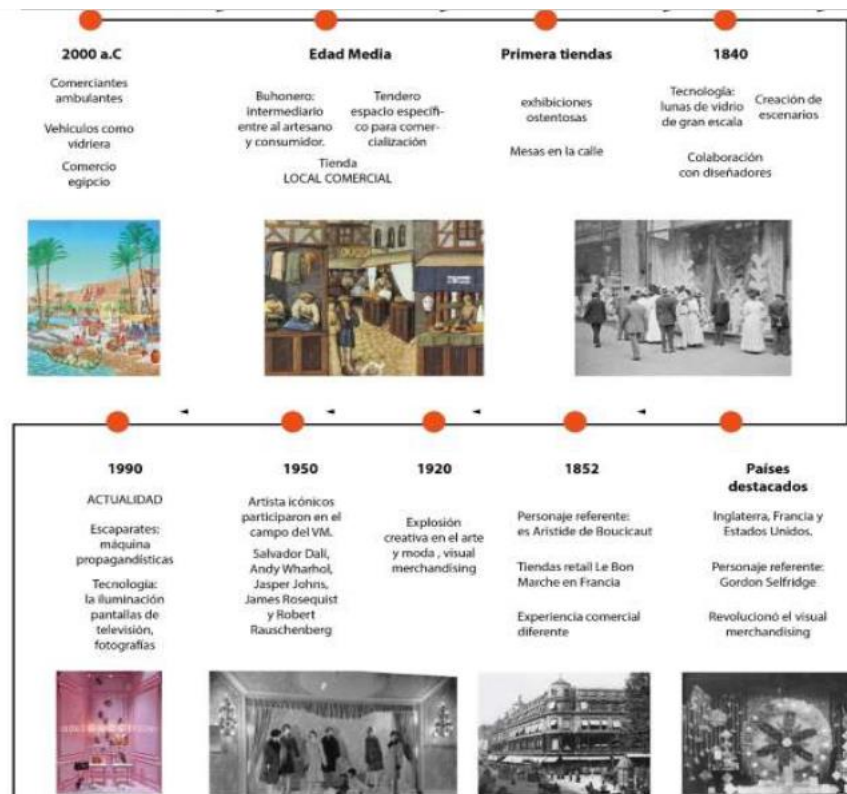 2000 a.C
Comerciantes
ambulantes
Vehículos como
vidriera
Comercio
egipcio
Edad Media
Buhonero:
intermediario
entre al artesano
y consumidor.
Tendero
espacio específi-
co para comer-
cialización
Tienda
LOCAL COMERCIAL
Primera tiendas
exhibiciones
ostentosas
Mesas en la calle
1840
Tecnología:
lunas de vidrio
de gran escala
Creación de
escenarios
Colaboración
con diseñadores
1990
ACTUALIDAD
Escaparates:
máquina
propagandísticas
Tecnología:
la iluminación
pantallas de
televisión,
fotografías
1950
Artista icónicos
participaron en el
campo del VM.
Salvador Dalí,
Andy Wharhol,
Jasper Johns,
James Rosequist
y Robert
Rauschenberg
1920
Explosión
creativa en el arte
y moda , visual
merchandising
1852
Personaje referente:
es Aristide de Boucicaut
Tiendas retail Le Bon
Marche en Francia
Experiencia comercial
diferente
Países
destacados
Inglaterra, Francia y
Estados Unidos.
Personaje referente:
Gordon Selfridge
Revolucionó el visual
merchandising